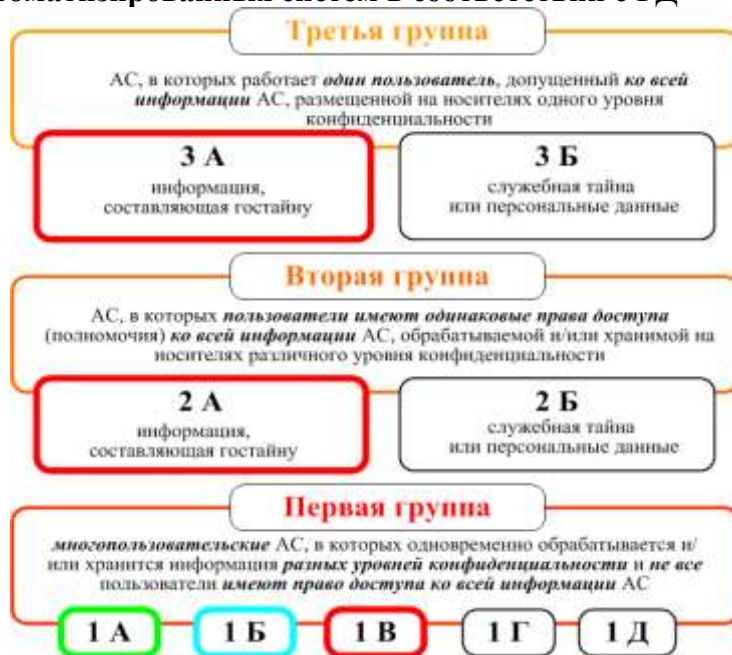 Третья группа
АС, в которых работает один пользователь, допущенный ко всей
информации АС, размещенной на носителях одного уровня
конфиденциальности
3 А
информация,
составляющая гостайну
3 Б
служебная тайна
или персональные данные
Вторая группа
АС, в которых пользователи имеют одинаковые права доступа
(полномочия) ко всей информации АС, обрабатываемой и/или хранимой на
носителях различного уровня конфиденциальности
2 А
информация,
составляющая гостайну
2 Б
служебная тайна
или персональные данные
Первая группа
многопользовательские АС, в которых одновременно обрабатывается и/
или хранится информация разных уровней конфиденциальности и не все
пользователи имеют право доступа ко всей информации АС
1 А
1 Б
1 В
1 Г
1 Д